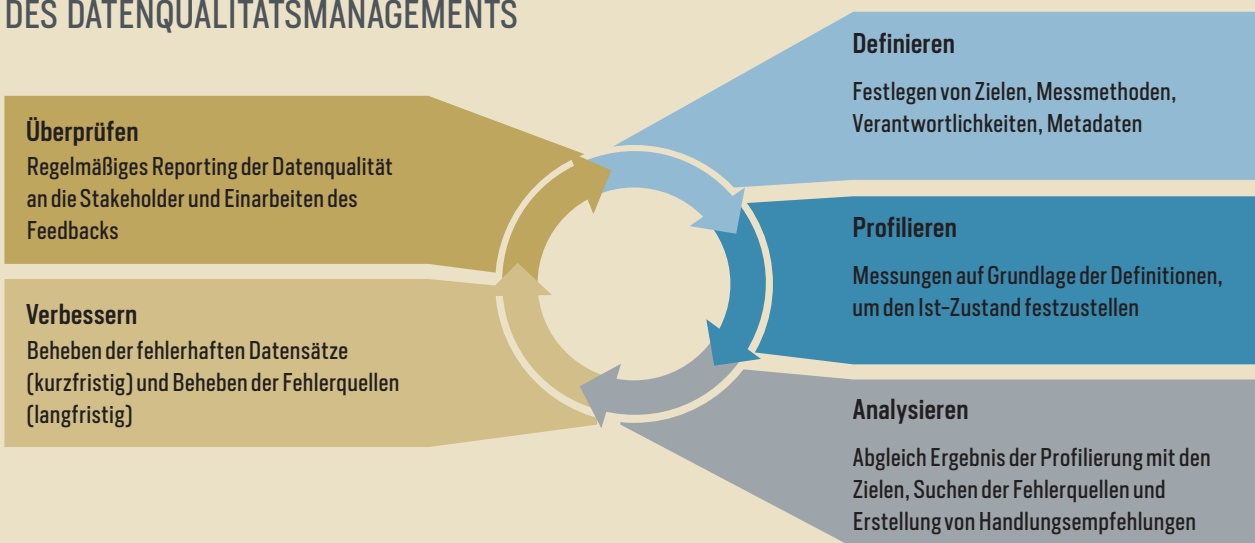 DES DATENQUALITÄTSMANAGEMENTS
Definieren
Festlegen von Zielen, Messmethoden,
Verantwortlichkeiten, Metadaten
Profilieren
Messungen auf Grundlage der Definitionen,
um den Ist-Zustand festzustellen
Analysieren
Abgleich Ergebnis der Profilierung mit den
Zielen, Suchen der Fehlerquellen und
Erstellung von Handlungsempfehlungen
Verbessern
Beheben der fehlerhaften Datensätze
(kurzfristig) und Beheben der Fehlerquellen
(langfristig)
Überprüfen
Regelmäßiges Reporting der Datenqualität
an die Stakeholder und Einarbeiten des
Feedbacks